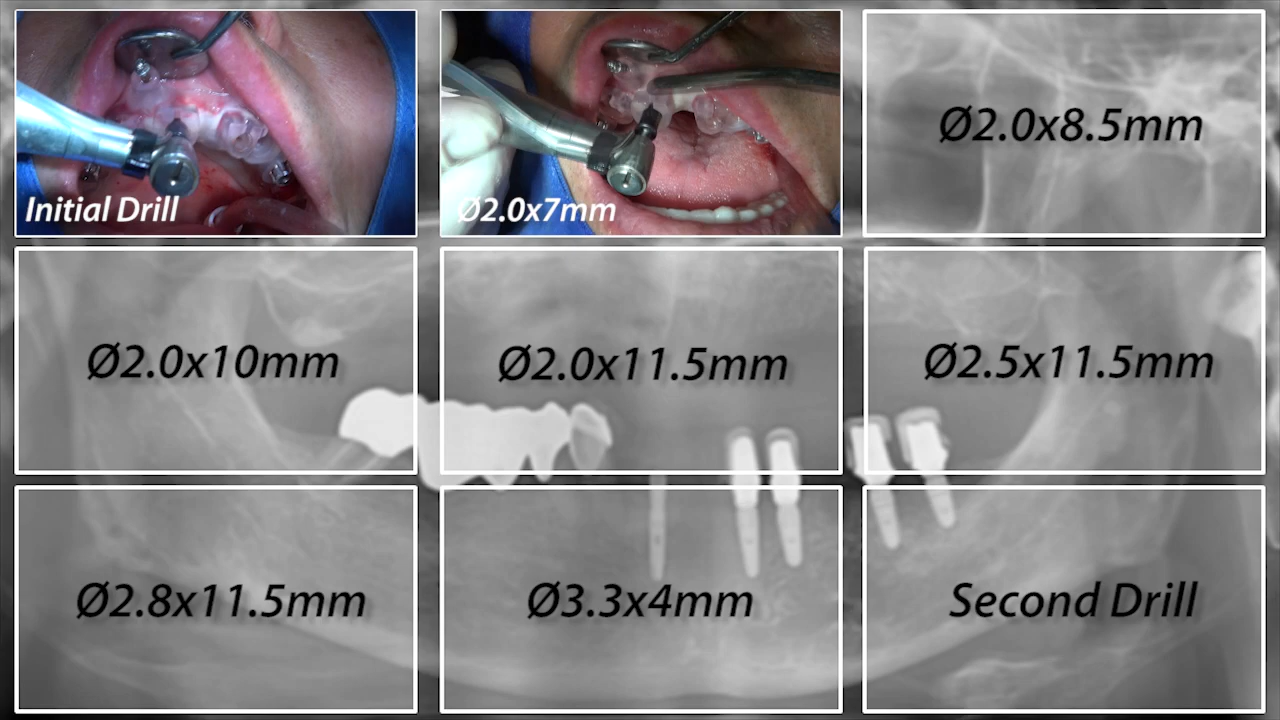 Initial Drill
Ø2.0x7mm
Ø2.0x8.5mm
Ø2.0x10mm
Ø2.0x11.5mm
Ø2.5x11.5mm
Ø2.8x11.5mm
Ø3.3x4mm
Second Drill